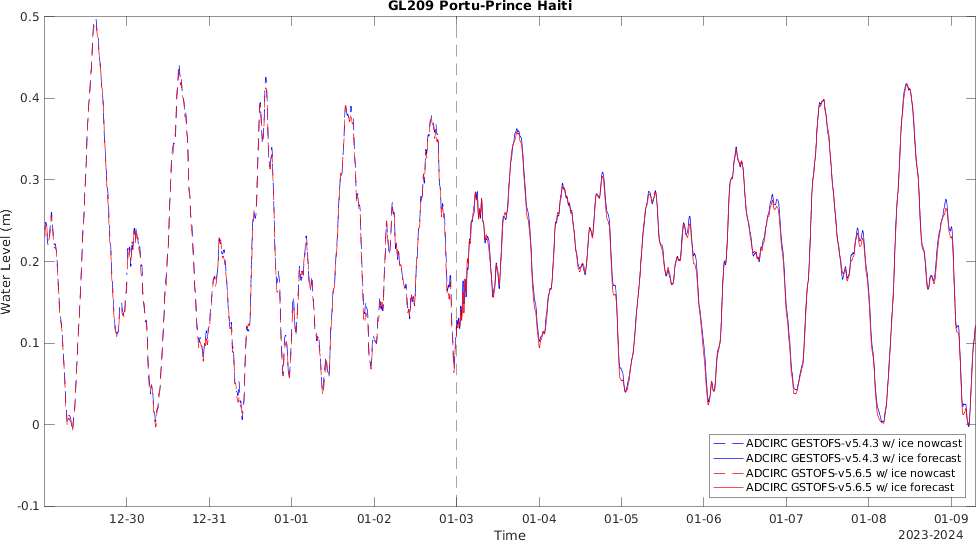 GL209 Portu-Prince Haiti
Water Level (m)
0.5
0.4
0.3
0.2
0.1
0
-0.1
ADCIRC GESTOFS-v5.4.3 w/ ice nowcast
ADCIRC GESTOFS-v5.4.3 w/ ice forecast
ADCIRC GSTOFS-v5.6.5 w/ ice nowcast
ADCIRC GSTOFS-v5.6.5 w/ ice forecast
12-30 12-31 01-01 01-02 01-03 01-04 01-05 01-06 01-07 01-08 01-09
Time
2023-2024